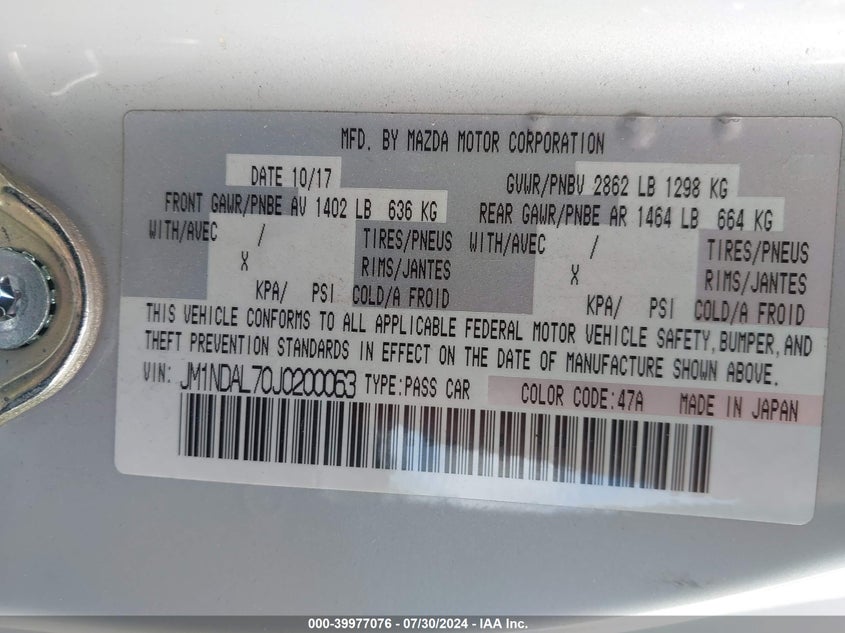 MFD. BY MAZDA MOTOR CORPORATION
DATE 10/17 GVWR/PNBV 2862 LB 1298 KG
FRONT GAWR/PNBE AV 1402 LB 636 KG REAR GAWR/PNBE AR 1464 LB 664 KG
WITH/AVEC / TIRES/PNEUS WITH/AVEC / TIRES/PNEUS
X RIMS/JANTES X RIMS/JANTES
KPA/ PSI COLD/A FROID KPA/ PSI COLD/A FROID
THIS VEHICLE CONFORMS TO ALL APPLICABLE FEDERAL MOTOR VEHICLE SAFETY, BUMPER, AND
THEFT PREVENTION STANDARDS IN EFFECT ON THE DATE OF MANUFACTURE SHOWN ABOVE.
VIN: JM1NDAL70J0200063 TYPE:PASS CAR COLOR CODE:47A MADE IN JAPAN
000-39977076 - 07/30/2024 - IAA Inc.